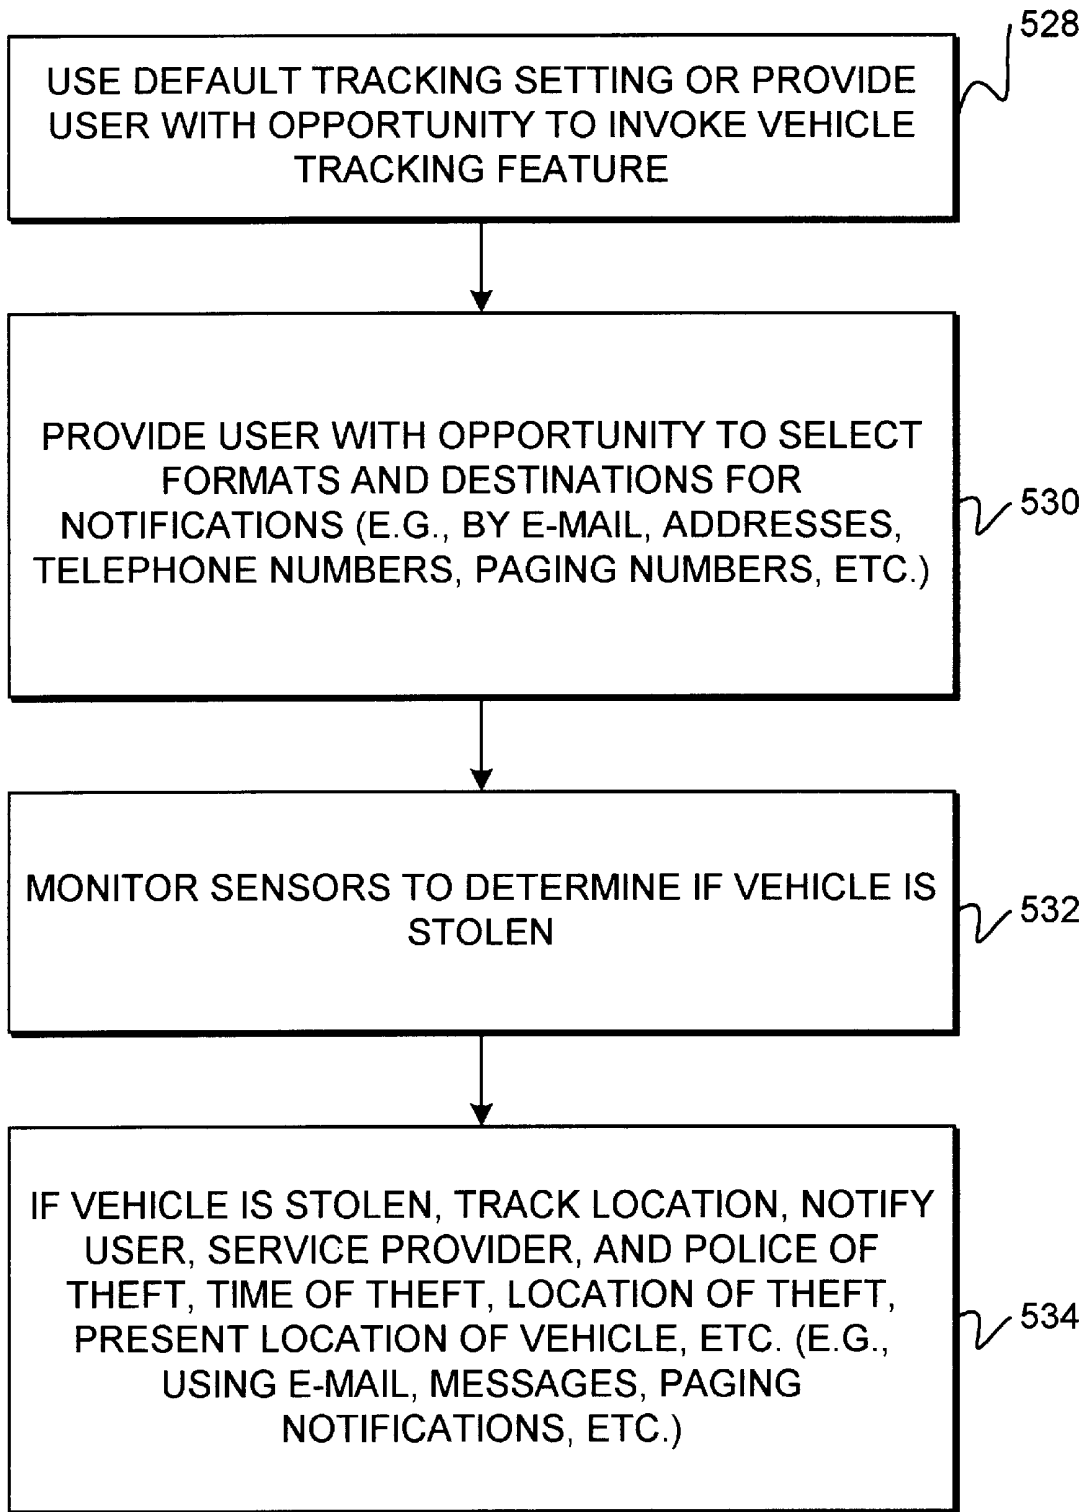 528
USE DEFAULT TRACKING SETTING OR PROVIDE
USER WITH OPPORTUNITY TO INVOKE VEHICLE
TRACKING FEATURE
PROVIDE USER WITH OPPORTUNITY TO SELECT
FORMATS AND DESTINATIONS FOR
NOTIFICATIONS (E.G., BY E-MAIL, ADDRESSES,
TELEPHONE NUMBERS, PAGING NUMBERS, ETC.)
530
MONITOR SENSORS TO DETERMINE IF VEHICLE IS
STOLEN
532
IF VEHICLE IS STOLEN, TRACK LOCATION, NOTIFY
USER, SERVICE PROVIDER, AND POLICE OF
THEFT, TIME OF THEFT, LOCATION OF THEFT,
PRESENT LOCATION OF VEHICLE, ETC. (E.G.,
USING E-MAIL, MESSAGES, PAGING
NOTIFICATIONS, ETC.)
534